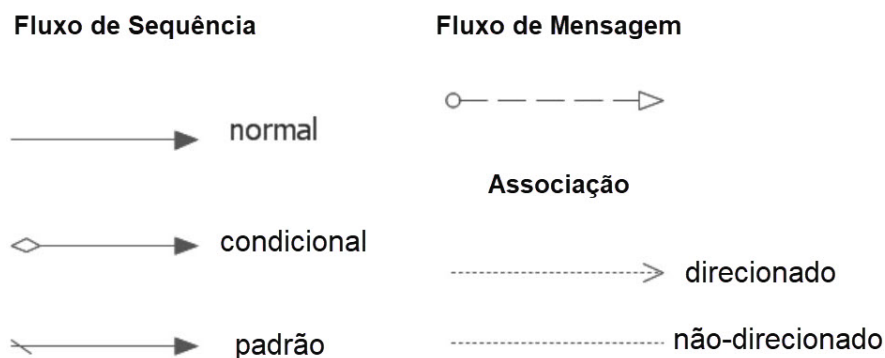 Fluxo de Sequência
normal
condicional
padrão
Fluxo de Mensagem
Associação
direcionado
não-direcionado